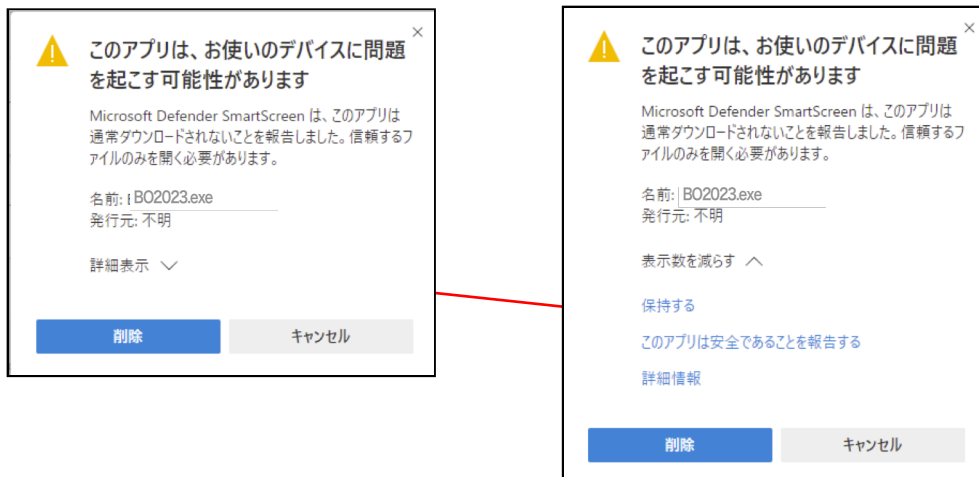 このアプリは、お使いのデバイスに問題
を起こす可能性があります
Microsoft Defender SmartScreen は、このアプリは
通常ダウンロードされないことを報告しました。信頼するフ
ァイルのみを開く必要があります。
名前: BO2023.exe
発行元: 不明
詳細表示
削除
キャンセル
このアプリは、お使いのデバイスに問題
を起こす可能性があります
Microsoft Defender SmartScreen は、このアプリは
通常ダウンロードされないことを報告しました。信頼するフ
ァイルのみを開く必要があります。
名前: BO2023.exe
発行元: 不明
表示数を減らす
保持する
このアプリは安全であることを報告する
詳細情報
削除
キャンセル